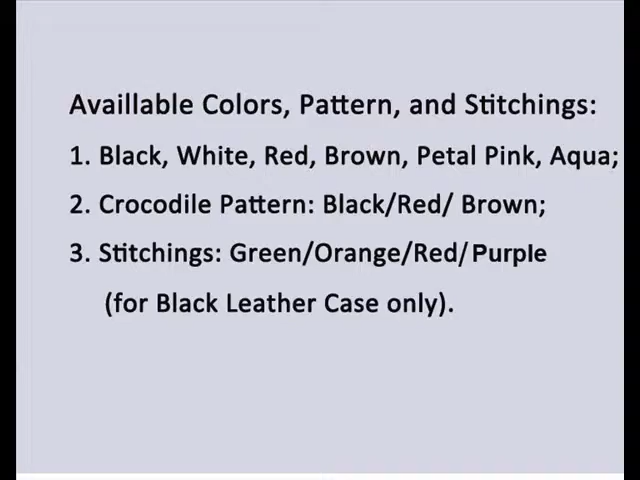 Availlable Colors, Pattern, and Stitchings:
1. Black, White, Red, Brown, Petal Pink, Aqua;
2. Crocodile Pattern: Black/Red/ Brown;
3. Stitchings: Green/Orange/Red/Purple
(for Black Leather Case only).